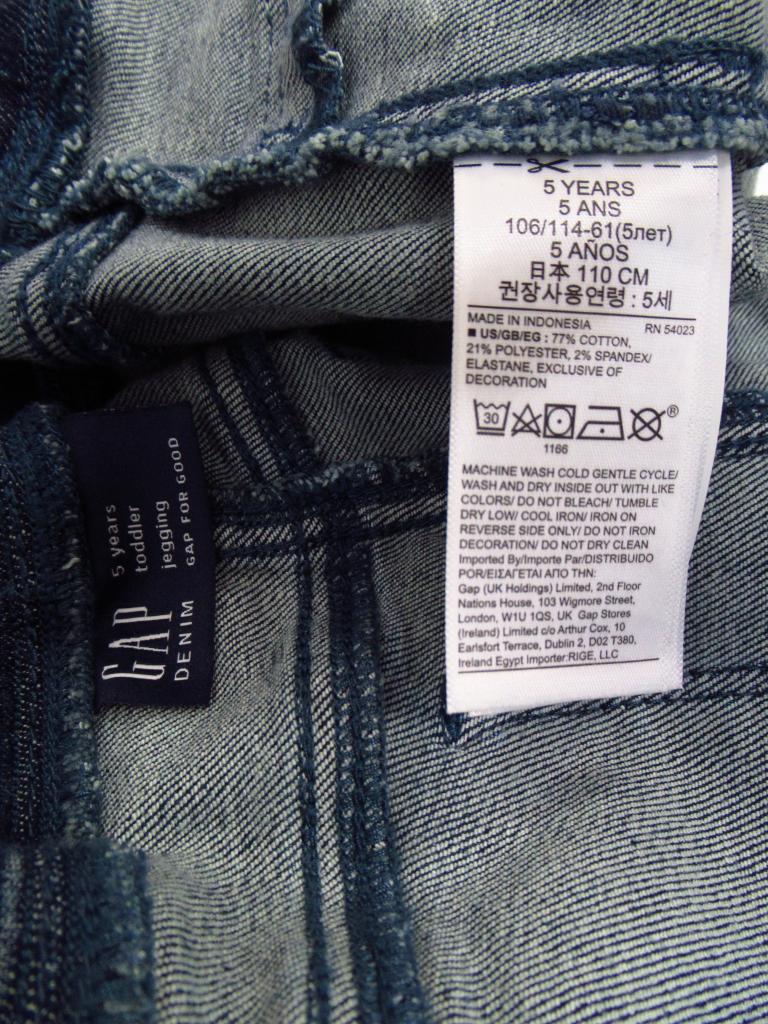 5 YEARS
5 ANS
106/114-61(5лет)
5 AÑOS
日本 110 CM
권장사용연령 : 5세
MADE IN INDONESIA RN 54023
■ US/GB/EG : 77% COTTON,
21% POLYESTER, 2% SPANDEX/
ELASTANE, EXCLUSIVE OF
DECORATION
30 ®
1166
MACHINE WASH COLD GENTLE CYCLE/
WASH AND DRY INSIDE OUT WITH LIKE
COLORS/ DO NOT BLEACH/ TUMBLE
DRY LOW/ COOL IRON/ IRON ON
REVERSE SIDE ONLY/ DO NOT IRON
DECORATION/ DO NOT DRY CLEAN
Imported By/Importe Par/DISTRIBUIDO
POR/ΕΙΣΑΓΕΤΑΙ ΑΠΟ ΤΗΝ:
Gap (UK Holdings) Limited, 2nd Floor
Nations House, 103 Wigmore Street,
London, W1U 1QS, UK Gap Stores
(Ireland) Limited c/o Arthur Cox, 10
Earlsfort Terrace, Dublin 2, D02 T380,
Ireland Egypt Importer:RIGE, LLC
GAP
DENIM
5 years
toddler
jegging
GAP FOR GOOD